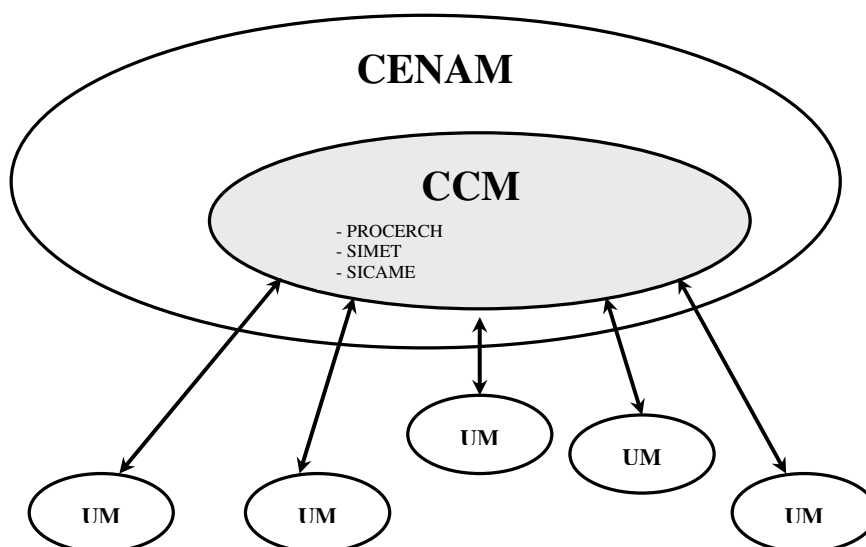 CENAM
CCM
- PROCERCH
- SIMET
- SICAME
UM
UM
UM
UM
UM